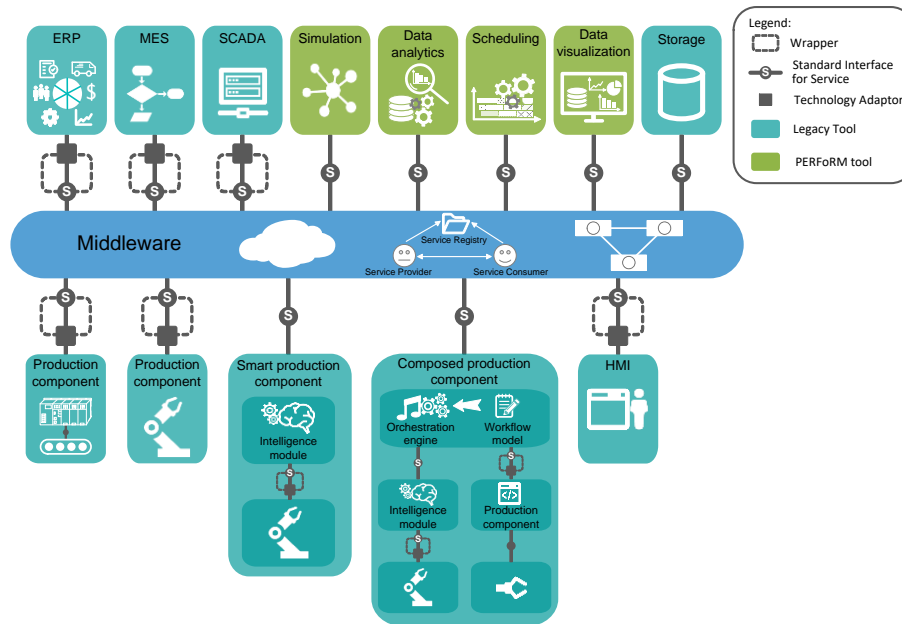 ERP
MES
SCADA
Simulation
Data
analytics
Scheduling
Data
visualization
Storage
Legend:
Wrapper
S
Standard Interface
for Service
Technology Adaptor
Legacy Tool
PERFoRM tool
$
S
S
S
S
S
S
S
S
Middleware
Service Registry
Service Provider
Service Consumer
S
S
S
S
S
Production
component
Production
component
Smart production
component
Composed production
component
HMI
Intelligence
module
Orchestration
engine
Workflow
model
S
S
S
Intelligence
module
Production
component
S